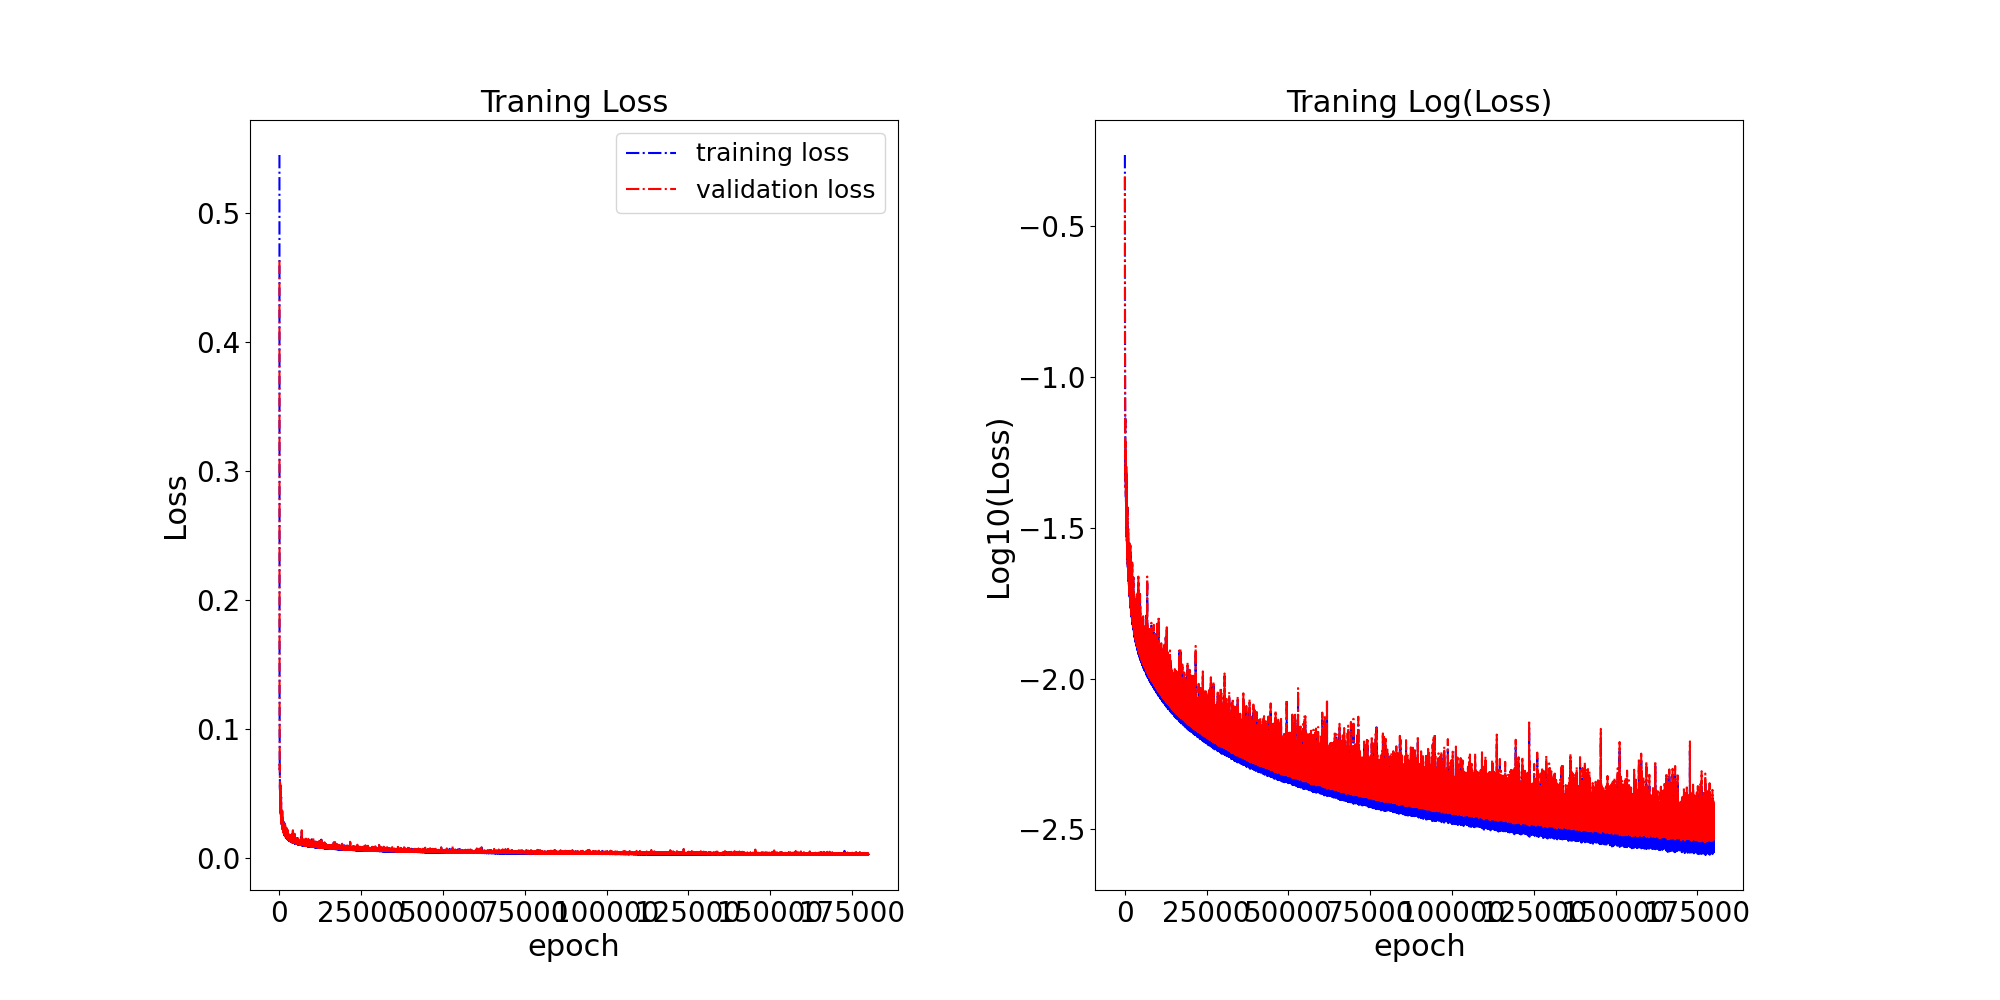 Traning Loss
training loss
validation loss
0.5
0.4
0.3
0.2
0.1
0.0
Loss
0 25000 50000 75000 100000 125000 150000 175000
epoch
Traning Log(Loss)
−0.5
−1.0
−1.5
−2.0
−2.5
Log10(Loss)
0 25000 50000 75000 100000 125000 150000 175000
epoch